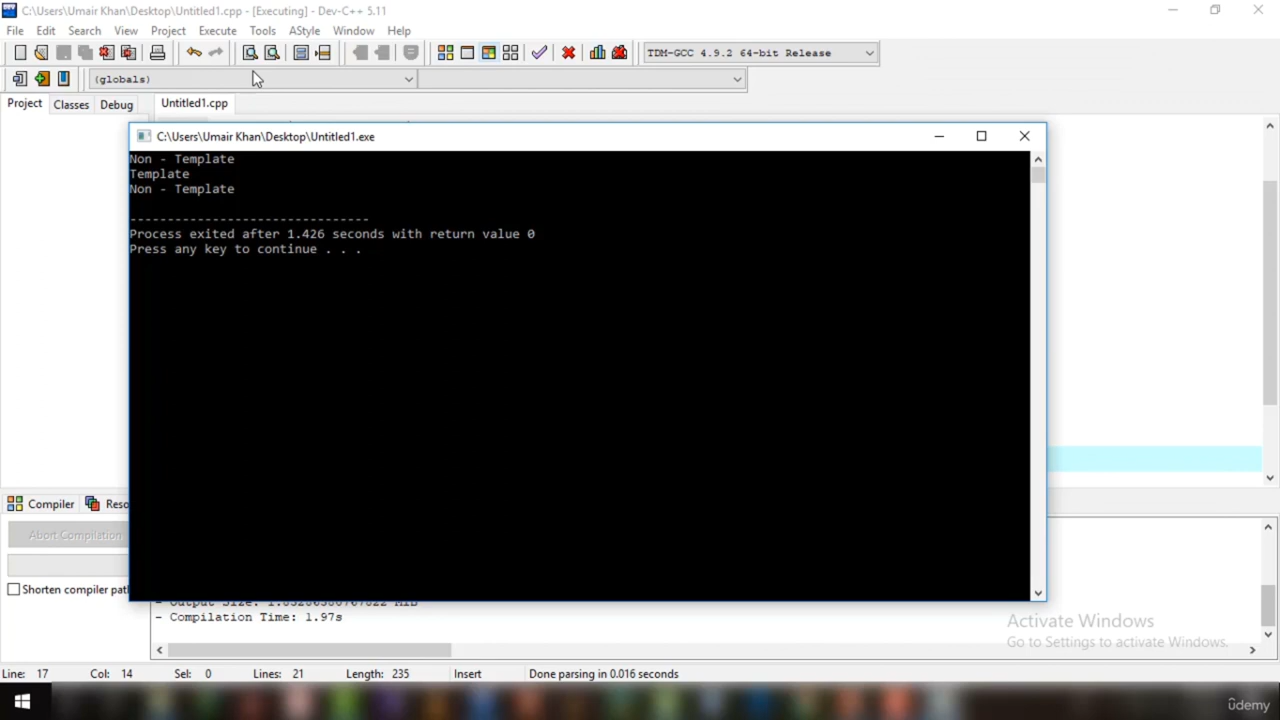 C:\Users\Umair Khan\Desktop\Untitled1.cpp - [Executing] - Dev-C++ 5.11
File Edit Search View Project Execute Tools AStyle Window Help
TDM-GCC 4.9.2 64-bit Release
(globals)
Project Classes Debug Untitled1.cpp
C:\Users\Umair Khan\Desktop\Untitled1.exe
Non - Template
Template
Non - Template
--------------------------------
Process exited after 1.426 seconds with return value 0
Press any key to continue . . .
Compiler Reso
Abort Compilation
Shorten compiler path
- Compilation Time: 1.97s
Activate Windows
Go to Settings to activate Windows.
Line: 17 Col: 14 Sel: 0 Lines: 21 Length: 235 Insert Done parsing in 0.016 seconds
ûdemy